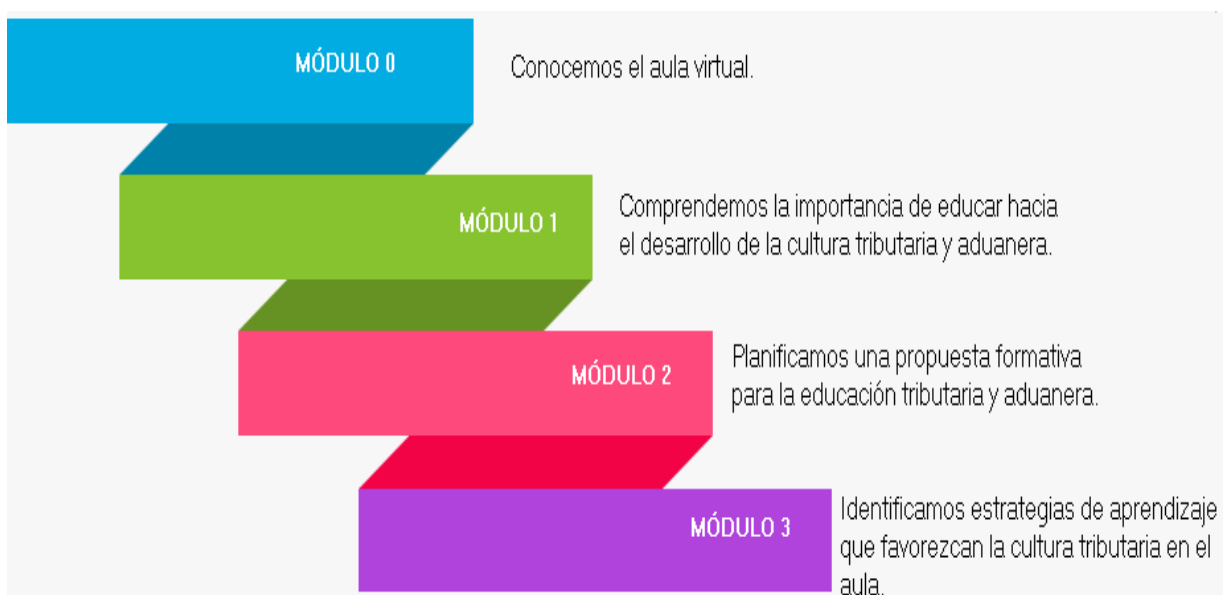 MÓDULO 0
Conocemos el aula virtual.
MÓDULO 1
Comprendemos la importancia de educar hacia
el desarrollo de la cultura tributaria y aduanera.
MÓDULO 2
Planificamos una propuesta formativa
para la educación tributaria y aduanera.
MÓDULO 3
Identificamos estrategias de aprendizaje
que favorezcan la cultura tributaria en el
aula.